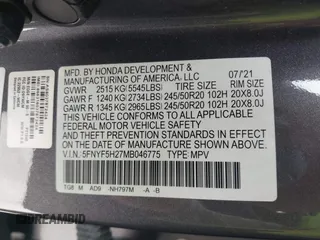 MFD. BY HONDA DEVELOPMENT & 07/21
MANUFACTURING OF AMERICA, LLC
GVWR 2515 KG(5545LBS) TIRE SIZE RIM SIZE
GAWR F 1240 KG(2734LBS) 245/50R20 102H 20X8.0J
GAWR R 1345 KG(2965LBS) 245/50R20 102H 20X8.0J
THIS VEHICLE CONFORMS TO ALL APPLICABLE
FEDERAL MOTOR VEHICLE SAFETY AND THEFT
PREVENTION STANDARDS IN EFFECT ON THE
DATE OF MANUFACTURE SHOWN ABOVE.
V.I.N.: 5FNYF5H27MB046775 TYPE MPV
TG8 M AD9 -NH797M -A -B